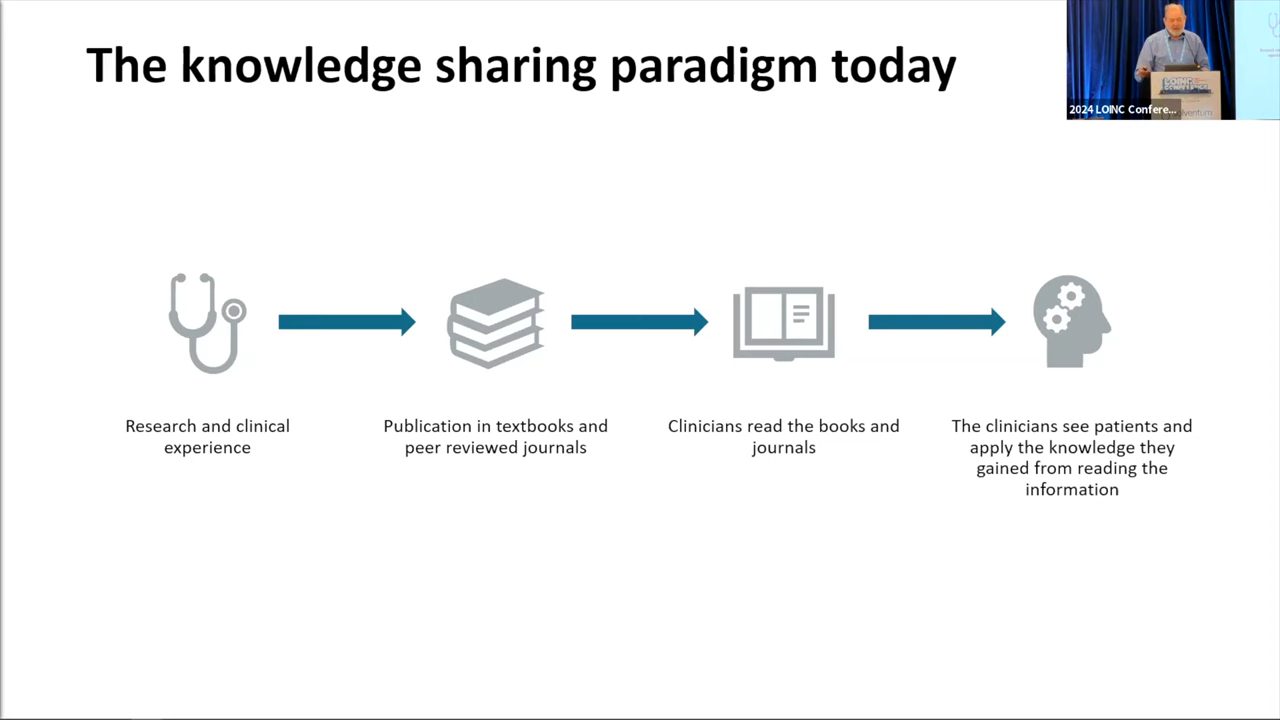 The knowledge sharing paradigm today
2024 LOINC Confere...
LOINC
Research and clinical
experience
Publication in textbooks and
peer reviewed journals
Clinicians read the books and
journals
The clinicians see patients and
apply the knowledge they
gained from reading the
information